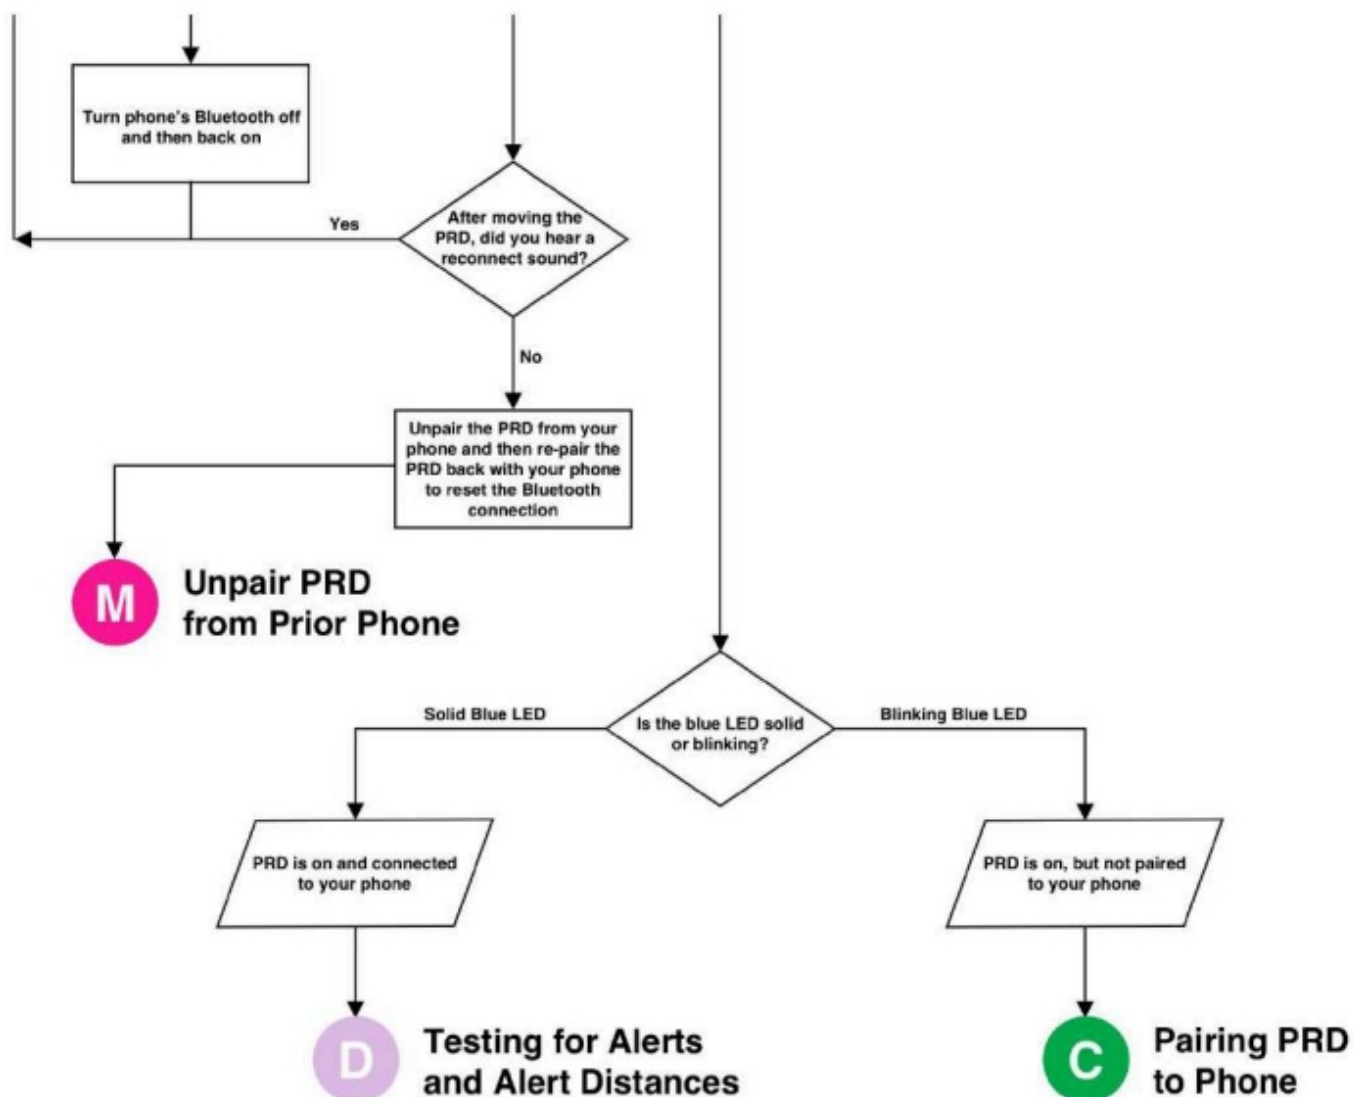 Turn phone's Bluetooth off
and then back on
Yes
After moving the
PRD, did you hear a
reconnect sound?
No
Unpair the PRD from your
phone and then re-pair the
PRD back with your phone
to reset the Bluetooth
connection
M
Unpair PRD
from Prior Phone
Solid Blue LED
Is the blue LED solid
or blinking?
Blinking Blue LED
PRD is on and connected
to your phone
PRD is on, but not paired
to your phone
D
Testing for Alerts
and Alert Distances
C
Pairing PRD
to Phone